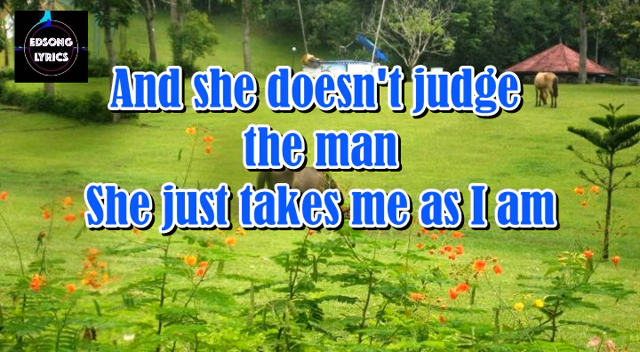 EDSONG
LYRICS
And she doesn't judge
the man
She just takes me as I am